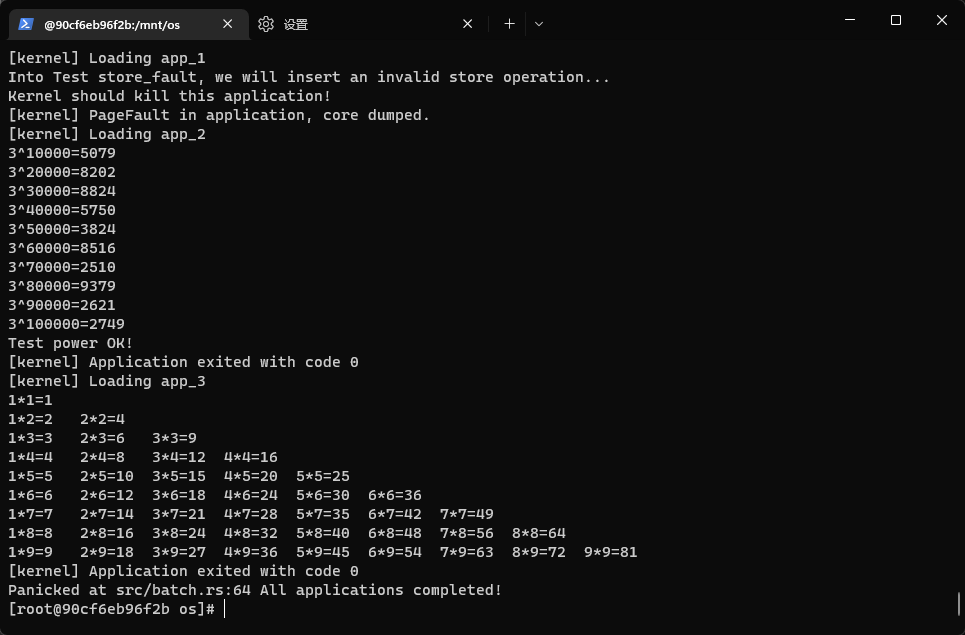 @90cf6eb96f2b:/mnt/os
设置
[kernel] Loading app_1
Into Test store_fault, we will insert an invalid store operation...
Kernel should kill this application!
[kernel] PageFault in application, core dumped.
[kernel] Loading app_2
3^10000=5079
3^20000=8202
3^30000=8824
3^40000=5750
3^50000=3824
3^60000=8516
3^70000=2510
3^80000=9379
3^90000=2621
3^100000=2749
Test power OK!
[kernel] Application exited with code 0
[kernel] Loading app_3
1*1=1
1*2=2   2*2=4
1*3=3   2*3=6   3*3=9
1*4=4   2*4=8   3*4=12  4*4=16
1*5=5   2*5=10  3*5=15  4*5=20  5*5=25
1*6=6   2*6=12  3*6=18  4*6=24  5*6=30  6*6=36
1*7=7   2*7=14  3*7=21  4*7=28  5*7=35  6*7=42  7*7=49
1*8=8   2*8=16  3*8=24  4*8=32  5*8=40  6*8=48  7*8=56  8*8=64
1*9=9   2*9=18  3*9=27  4*9=36  5*9=45  6*9=54  7*9=63  8*9=72  9*9=81
[kernel] Application exited with code 0
Panicked at src/batch.rs:64 All applications completed!
[root@90cf6eb96f2b os]#